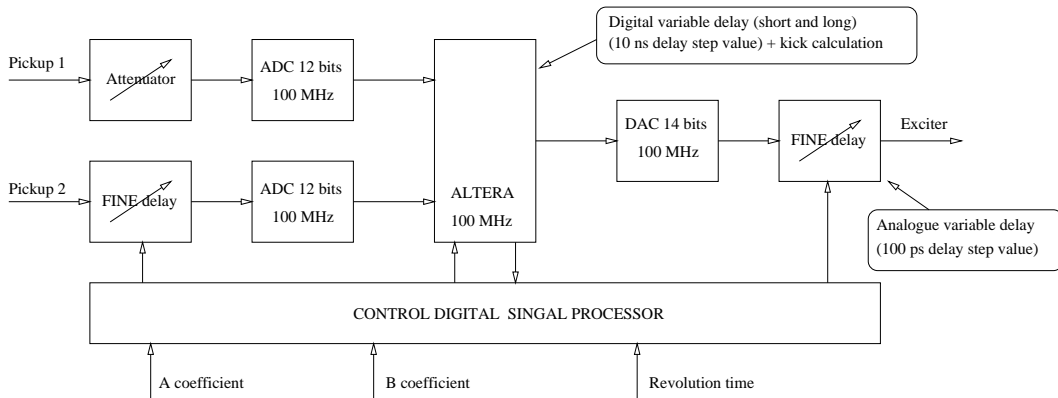 Digital variable delay (short and long)
(10 ns delay step value) + kick calculation
Pickup 1
Attenuator
ADC 12 bits
100 MHz
DAC 14 bits
100 MHz
FINE delay
Exciter
Pickup 2
FINE delay
ADC 12 bits
100 MHz
ALTERA
100 MHz
Analogue variable delay
(100 ps delay step value)
CONTROL DIGITAL SINGAL PROCESSOR
A coefficient
B coefficient
Revolution time